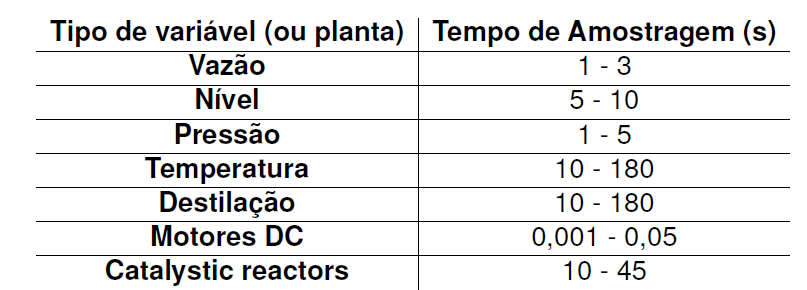 Tipo de variável (ou planta) Tempo de Amostragem (s)
Vazão 1 - 3
Nível 5 - 10
Pressão 1 - 5
Temperatura 10 - 180
Destilação 10 - 180
Motores DC 0,001 - 0,05
Catalystic reactors 10 - 45